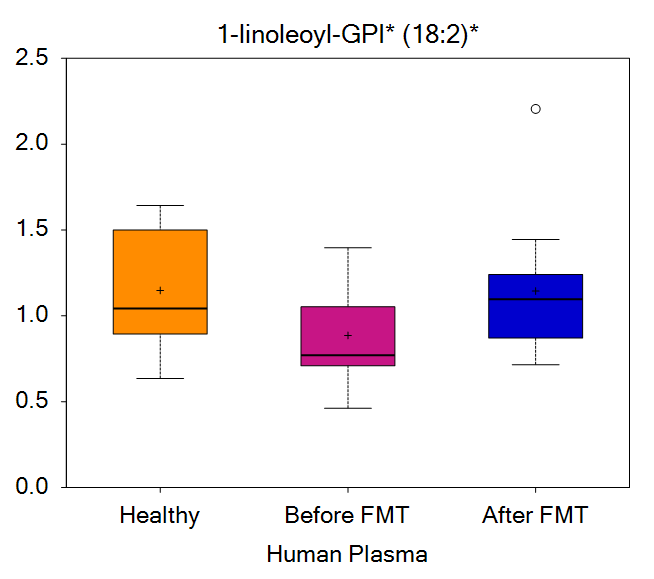 1-linoleoyl-GPI* (18:2)*
2.5
2.0
1.5
1.0
0.5
0.0
Healthy Before FMT After FMT
Human Plasma